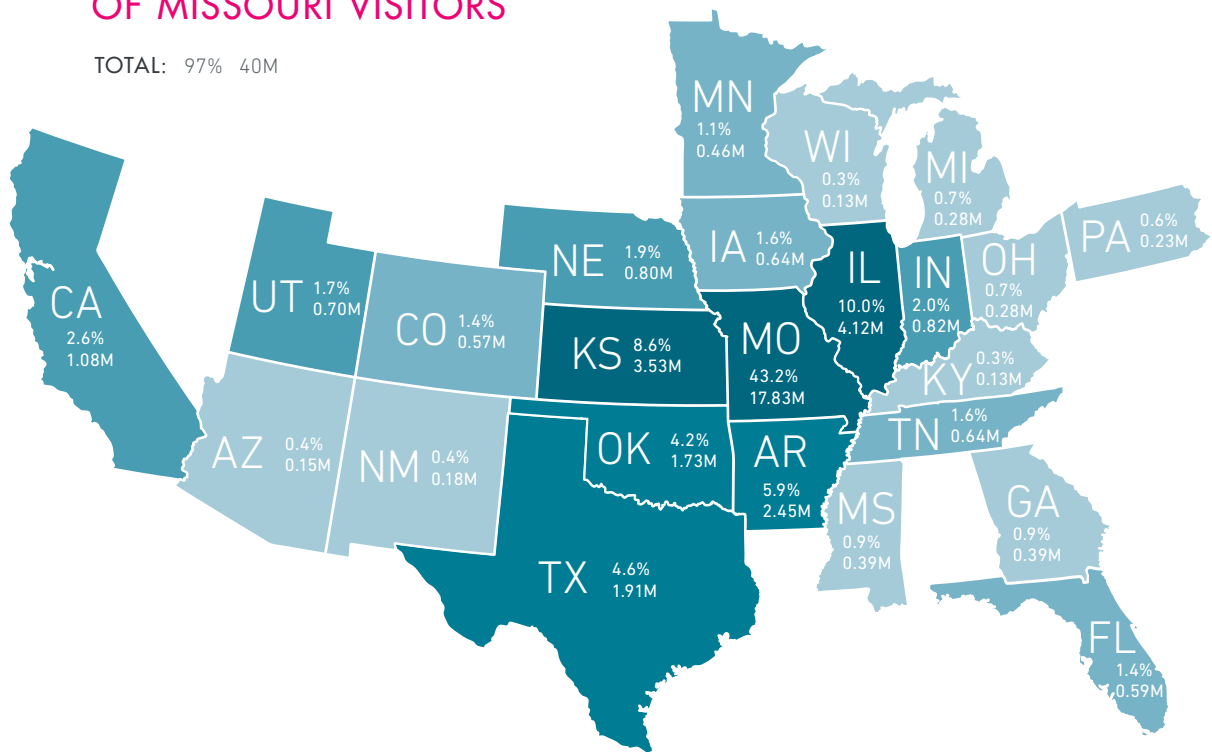 OF MISSOURI VISITORS
TOTAL: 97% 40M
MN
1.1%
0.46M
WI
0.3%
0.13M
MI
0.7%
0.28M
PA 0.6%
0.23M
NE 1.9%
0.80M
IA 1.6%
0.64M
IL
10.0%
4.12M
IN
2.0%
0.82M
OH
0.7%
0.28M
CA
2.6%
1.08M
UT 1.7%
0.70M
CO 1.4%
0.57M
KS 8.6%
3.53M
MO
43.2%
17.83M
KY 0.3%
0.13M
AZ 0.4%
0.15M
NM 0.4%
0.18M
OK 4.2%
1.73M
AR
5.9%
2.45M
TN 1.6%
0.64M
MS
0.9%
0.39M
GA
0.9%
0.39M
TX 4.6%
1.91M
FL
1.4%
0.59M